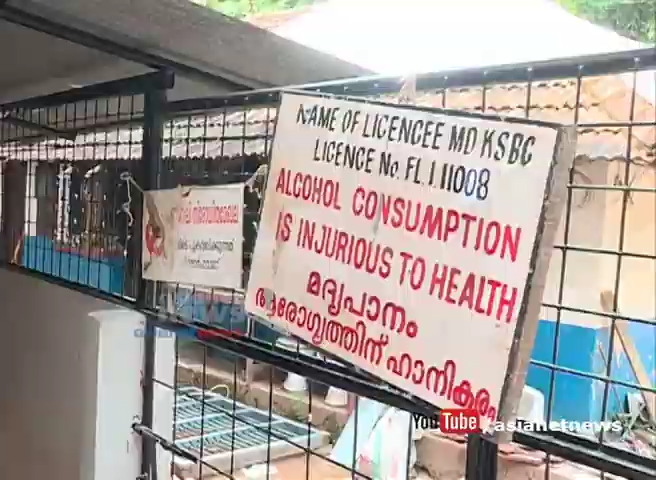 NAME OF LICENCEE MD KSBC
LICENCE No. FL.1.11008
ALCOHOL CONSUMPTION
IS INJURIOUS TO HEALTH
മദ്യപാനം
ആരോഗ്യത്തിന് ഹാനികരം
NEWS
YouTube asianetnews